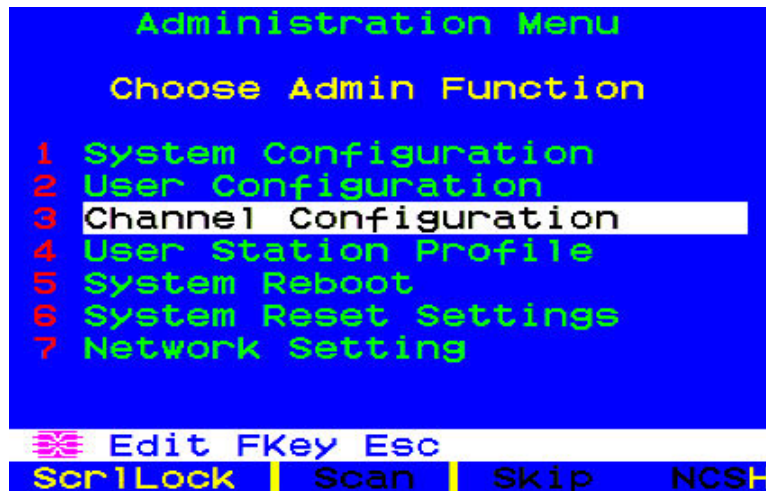 Administration Menu
Choose Admin Function
1 System Configuration
2 User Configuration
3 Channel Configuration
4 User Station Profile
5 System Reboot
6 System Reset Settings
7 Network Setting
Edit FKey Esc
ScrlLock Scan Skip NCSH